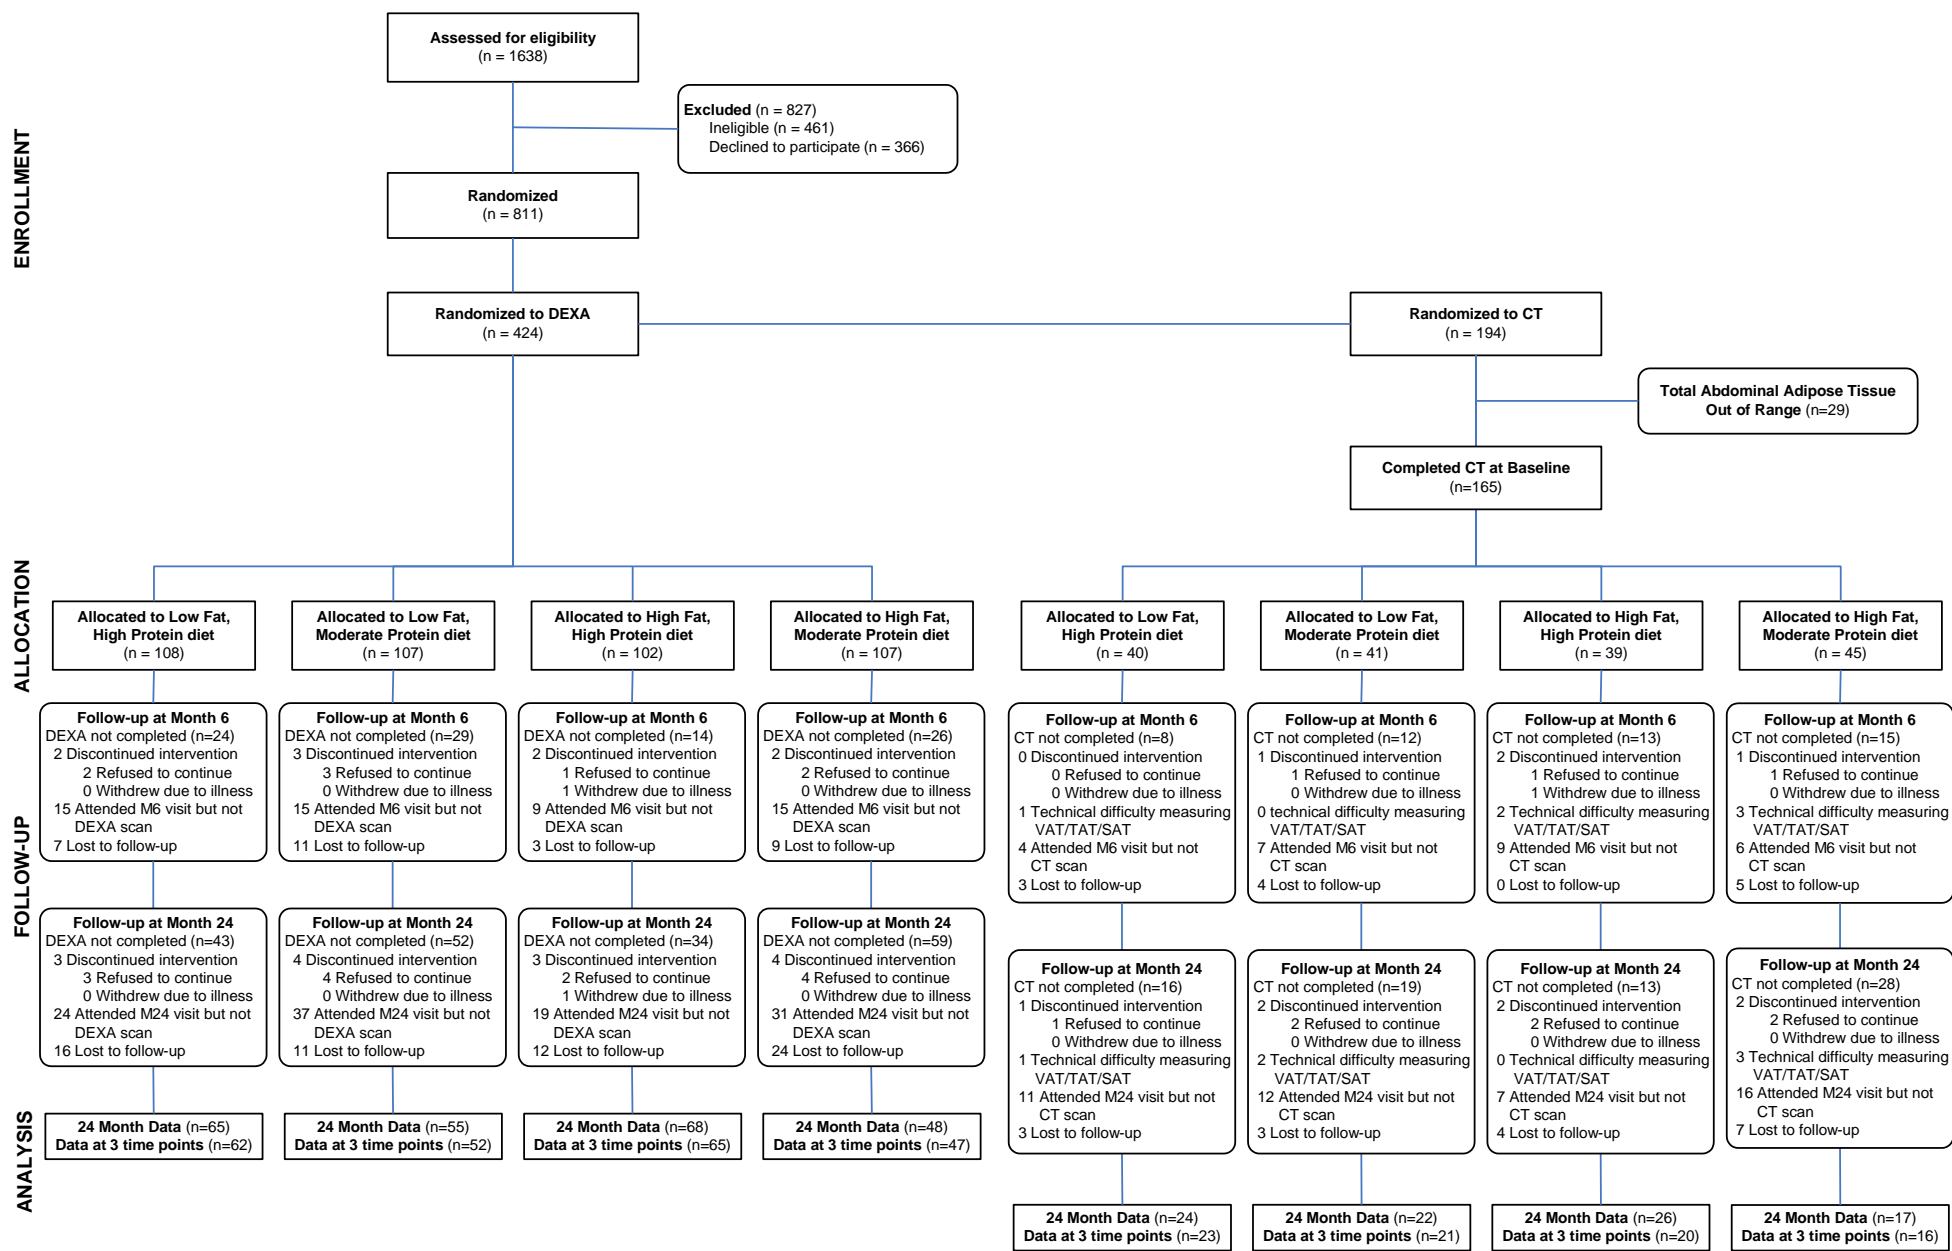 ENROLLMENT
Assessed for eligibility
(n = 1638)
Excluded (n = 827)
Ineligible (n = 461)
Declined to participate (n = 366)
Randomized
(n = 811)
Randomized to DEXA
(n = 424)
Randomized to CT
(n = 194)
Total Abdominal Adipose Tissue
Out of Range (n=29)
Completed CT at Baseline
(n=165)
ALLOCATION
Allocated to Low Fat,
High Protein diet
(n = 108)
Allocated to Low Fat,
Moderate Protein diet
(n = 107)
Allocated to High Fat,
High Protein diet
(n = 102)
Allocated to High Fat,
Moderate Protein diet
(n = 107)
Allocated to Low Fat,
High Protein diet
(n = 40)
Allocated to Low Fat,
Moderate Protein diet
(n = 41)
Allocated to High Fat,
High Protein diet
(n = 39)
Allocated to High Fat,
Moderate Protein diet
(n = 45)
FOLLOW-UP
Follow-up at Month 6
DEXA not completed (n=24)
2 Discontinued intervention
2 Refused to continue
0 Withdrew due to illness
15 Attended M6 visit but not
DEXA scan
7 Lost to follow-up
Follow-up at Month 6
DEXA not completed (n=29)
3 Discontinued intervention
3 Refused to continue
0 Withdrew due to illness
15 Attended M6 visit but not
DEXA scan
11 Lost to follow-up
Follow-up at Month 6
DEXA not completed (n=14)
2 Discontinued intervention
1 Refused to continue
1 Withdrew due to illness
9 Attended M6 visit but not
DEXA scan
3 Lost to follow-up
Follow-up at Month 6
DEXA not completed (n=26)
2 Discontinued intervention
2 Refused to continue
0 Withdrew due to illness
15 Attended M6 visit but not
DEXA scan
9 Lost to follow-up
Follow-up at Month 6
CT not completed (n=8)
0 Discontinued intervention
0 Refused to continue
0 Withdrew due to illness
1 Technical difficulty measuring
VAT/TAT/SAT
4 Attended M6 visit but not
CT scan
3 Lost to follow-up
Follow-up at Month 6
CT not completed (n=12)
1 Discontinued intervention
1 Refused to continue
0 Withdrew due to illness
0 technical difficulty measuring
VAT/TAT/SAT
7 Attended M6 visit but not
CT scan
4 Lost to follow-up
Follow-up at Month 6
CT not completed (n=13)
2 Discontinued intervention
1 Refused to continue
1 Withdrew due to illness
2 Technical difficulty measuring
VAT/TAT/SAT
9 Attended M6 visit but not
CT scan
0 Lost to follow-up
Follow-up at Month 6
CT not completed (n=15)
1 Discontinued intervention
1 Refused to continue
0 Withdrew due to illness
3 Technical difficulty measuring
VAT/TAT/SAT
6 Attended M6 visit but not
CT scan
5 Lost to follow-up
Follow-up at Month 24
DEXA not completed (n=43)
3 Discontinued intervention
3 Refused to continue
0 Withdrew due to illness
24 Attended M24 visit but not
DEXA scan
16 Lost to follow-up
Follow-up at Month 24
DEXA not completed (n=52)
4 Discontinued intervention
4 Refused to continue
0 Withdrew due to illness
37 Attended M24 visit but not
DEXA scan
11 Lost to follow-up
Follow-up at Month 24
DEXA not completed (n=34)
3 Discontinued intervention
2 Refused to continue
1 Withdrew due to illness
19 Attended M24 visit but not
DEXA scan
12 Lost to follow-up
Follow-up at Month 24
DEXA not completed (n=59)
4 Discontinued intervention
4 Refused to continue
0 Withdrew due to illness
31 Attended M24 visit but not
DEXA scan
24 Lost to follow-up
Follow-up at Month 24
CT not completed (n=16)
1 Discontinued intervention
1 Refused to continue
0 Withdrew due to illness
1 Technical difficulty measuring
VAT/TAT/SAT
11 Attended M24 visit but not
CT scan
3 Lost to follow-up
Follow-up at Month 24
CT not completed (n=19)
2 Discontinued intervention
2 Refused to continue
0 Withdrew due to illness
2 Technical difficulty measuring
VAT/TAT/SAT
12 Attended M24 visit but not
CT scan
3 Lost to follow-up
Follow-up at Month 24
CT not completed (n=13)
2 Discontinued intervention
2 Refused to continue
0 Withdrew due to illness
0 Technical difficulty measuring
VAT/TAT/SAT
7 Attended M24 visit but not
CT scan
4 Lost to follow-up
Follow-up at Month 24
CT not completed (n=28)
2 Discontinued intervention
2 Refused to continue
0 Withdrew due to illness
3 Technical difficulty measuring
VAT/TAT/SAT
16 Attended M24 visit but not
CT scan
7 Lost to follow-up
ANALYSIS
24 Month Data (n=65)
Data at 3 time points (n=62)
24 Month Data (n=55)
Data at 3 time points (n=52)
24 Month Data (n=68)
Data at 3 time points (n=65)
24 Month Data (n=48)
Data at 3 time points (n=47)
24 Month Data (n=24)
Data at 3 time points (n=23)
24 Month Data (n=22)
Data at 3 time points (n=21)
24 Month Data (n=26)
Data at 3 time points (n=20)
24 Month Data (n=17)
Data at 3 time points (n=16)